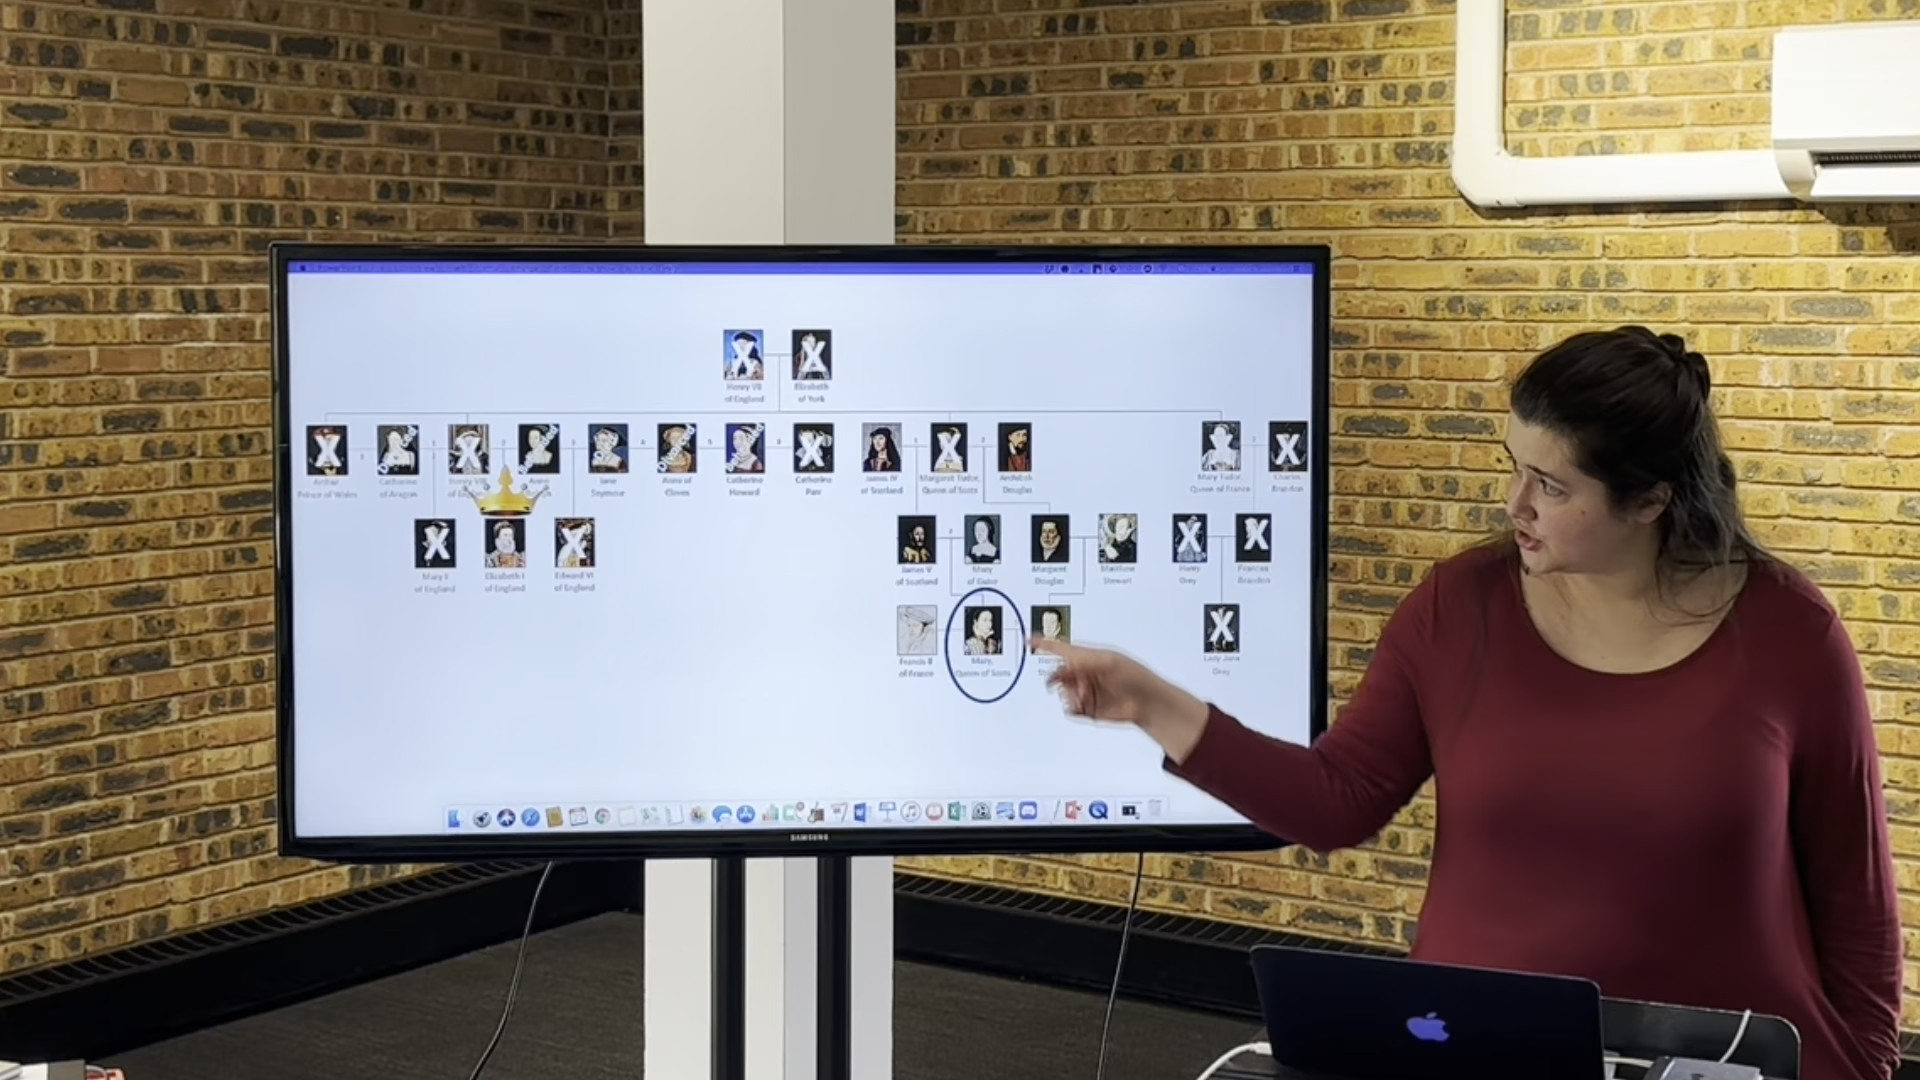 X X
Henry VII Elizabeth
of England of York
X X X X X X
Arthur Catherine Henry VIII Anne Jane Anne of Catherine Catherine James IV Margaret Tudor, Archibald Mary Tudor, Charles
Prince of Wales of Aragon Seymour Cleves Howard Parr of Scotland Queen of Scots Douglas Queen of France Brandon
X X X X
James V Mary Margaret Matthew Henry Frances
of Scotland of Guise Douglas Stewart Grey Brandon
Mary I Elizabeth I Edward VI
of England of England of England
X
Francis II Mary, Lady Jane
of France Queen of Scots Grey
SAMSUNG